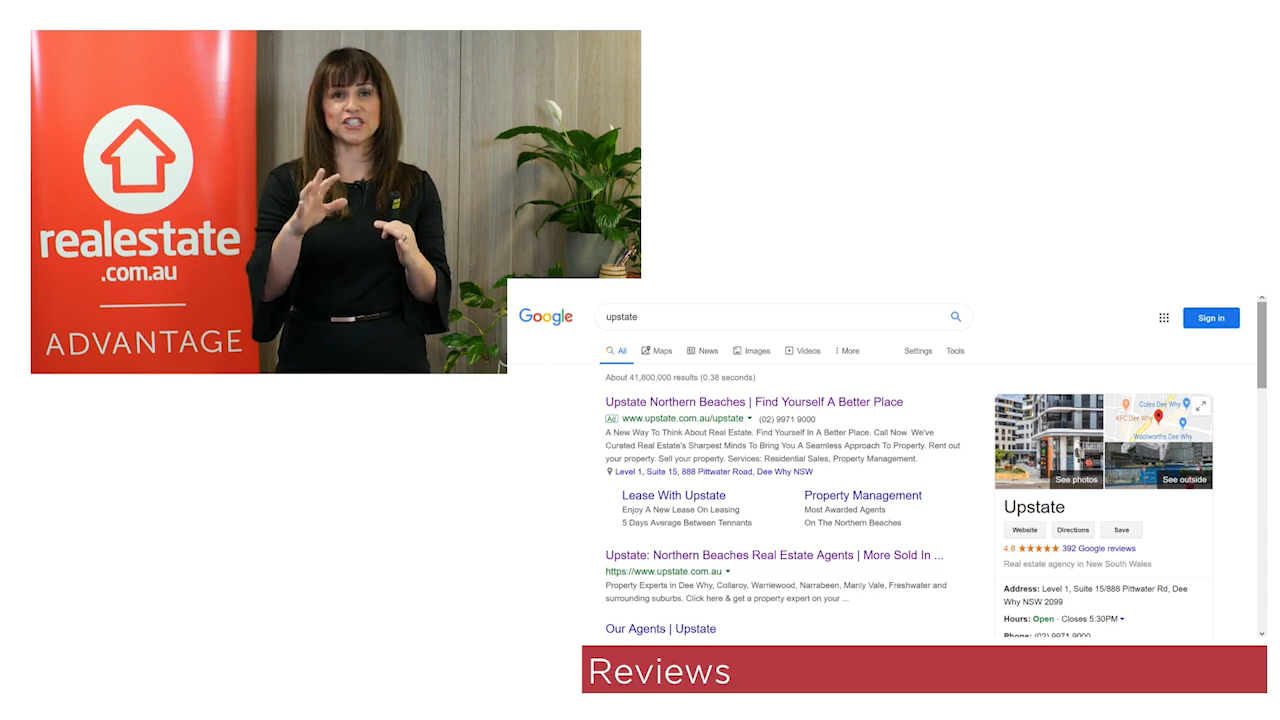 realestate
.com.au
ADVANTAGE
Google
upstate
Sign in
All
Maps
News
Images
Videos
More
Settings
Tools
About 41,800,000 results (0.38 seconds)
Upstate Northern Beaches | Find Yourself A Better Place
Ad www.upstate.com.au/upstate (02) 9971 9000
A New Way To Think About Real Estate. Find Yourself In A Better Place. Call Now. We've
Curated Real Estate's Sharpest Minds To Bring You A Seamless Approach To Property. Rent out
your property. Sell your property. Services: Residential Sales, Property Management.
Level 1, Suite 15, 888 Pittwater Road, Dee Why NSW
Lease With Upstate
Enjoy A New Lease On Leasing
5 Days Average Between Tennants
Property Management
Most Awarded Agents
On The Northern Beaches
Upstate: Northern Beaches Real Estate Agents | More Sold In ...
https://www.upstate.com.au
Property Experts in Dee Why, Collaroy, Warriewood, Narrabeen, Manly Vale, Freshwater and
surrounding suburbs. Click here & get a property expert on your ...
Our Agents | Upstate
Coles Dee Why
KFC Dee Why
Woolworths Dee Why
See photos
See outside
Upstate
Website
Directions
Save
4.8 392 Google reviews
Real estate agency in New South Wales
Address: Level 1, Suite 15/888 Pittwater Rd, Dee
Why NSW 2099
Hours: Open · Closes 5:30PM
Phone: (02) 9971 9000
Reviews